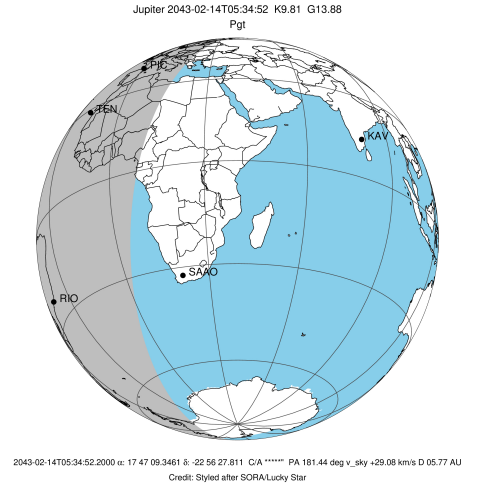 Jupiter 2043-02-14T05:34:52  K9.81  G13.88
Pgt
PIC
TEN
KAV
SAAO
RIO
2043-02-14T05:34:52.2000 α: 17 47 09.3461 δ: -22 56 27.811  C/A *****"  PA 181.44 deg v_sky +29.08 km/s D 05.77 AU
Credit: Styled after SORA/Lucky Star